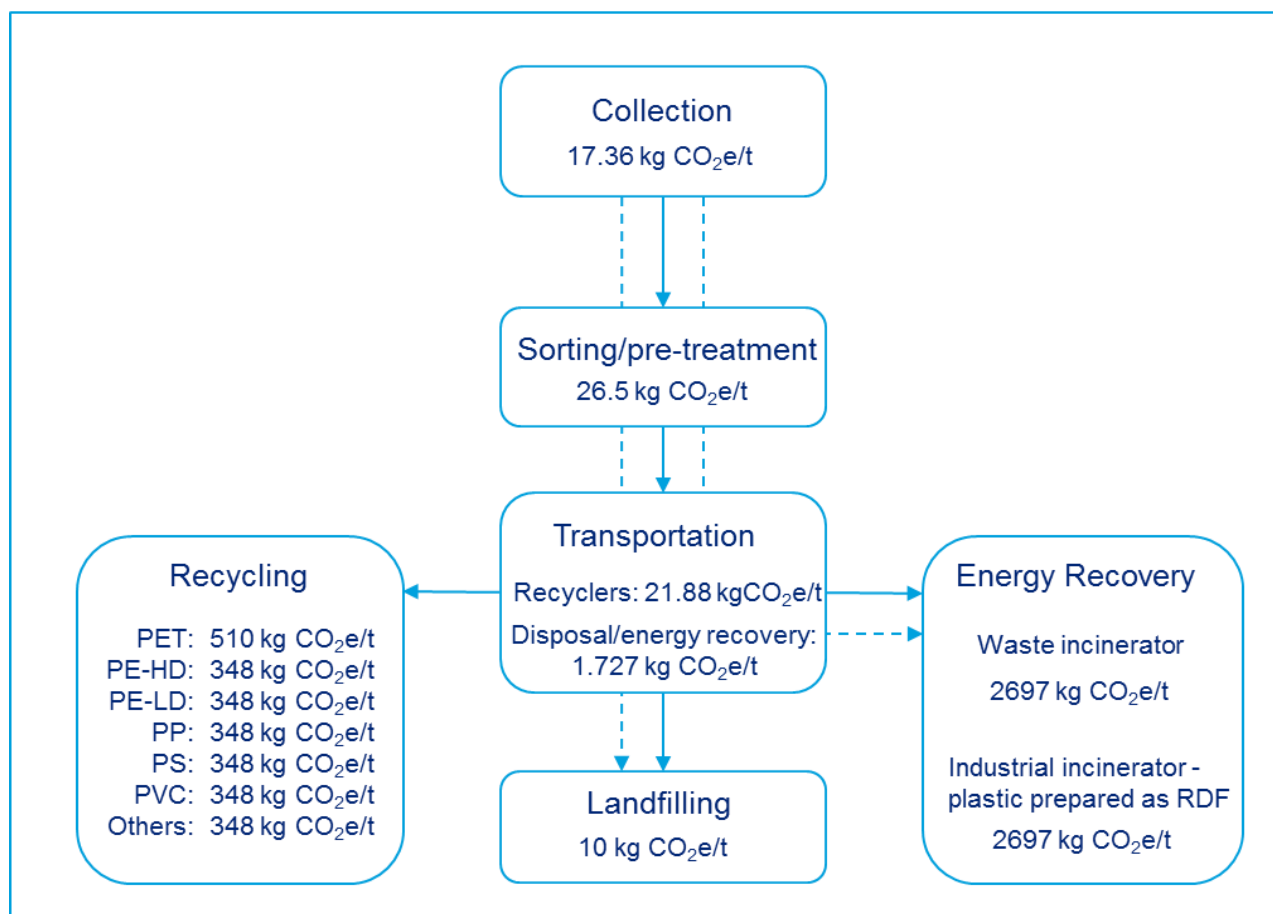 Collection
17.36 kg CO₂e/t
Sorting/pre-treatment
26.5 kg CO₂e/t
Transportation
Recyclers: 21.88 kgCO₂e/t
Disposal/energy recovery:
1.727 kg CO₂e/t
Recycling
PET: 510 kg CO₂e/t
PE-HD: 348 kg CO₂e/t
PE-LD: 348 kg CO₂e/t
PP: 348 kg CO₂e/t
PS: 348 kg CO₂e/t
PVC: 348 kg CO₂e/t
Others: 348 kg CO₂e/t
Energy Recovery
Waste incinerator
2697 kg CO₂e/t
Industrial incinerator -
plastic prepared as RDF
2697 kg CO₂e/t
Landfilling
10 kg CO₂e/t